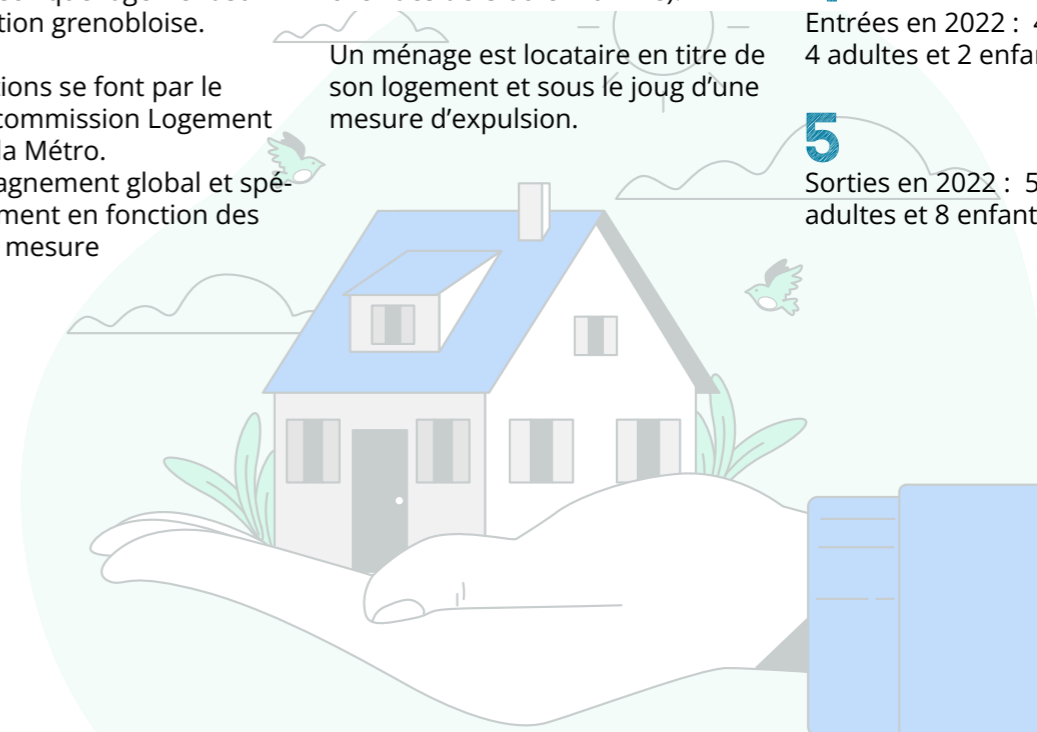 tion grenobloise.
tions se font par le
commission Logement
la Métro.
agnement global et spé-
ment en fonction des
mesure
Un ménage est locataire en titre de
son logement et sous le joug d’une
mesure d’expulsion.
Entrées en 2022 : 4
4 adultes et 2 enfa
5
Sorties en 2022 : 5
adultes et 8 enfant